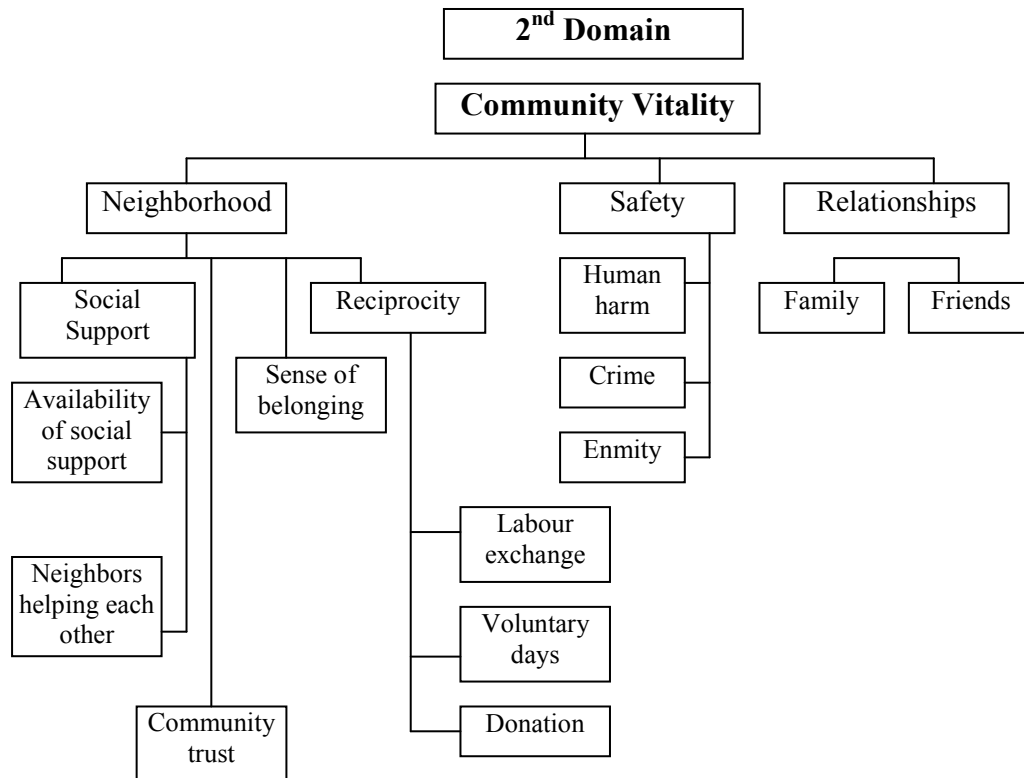 2nd Domain
Community Vitality
Neighborhood
Safety
Relationships
Social
Support
Reciprocity
Human
harm
Family
Friends
Availability
of social
support
Sense of
belonging
Crime
Enmity
Neighbors
helping each
other
Labour
exchange
Voluntary
days
Community
trust
Donation